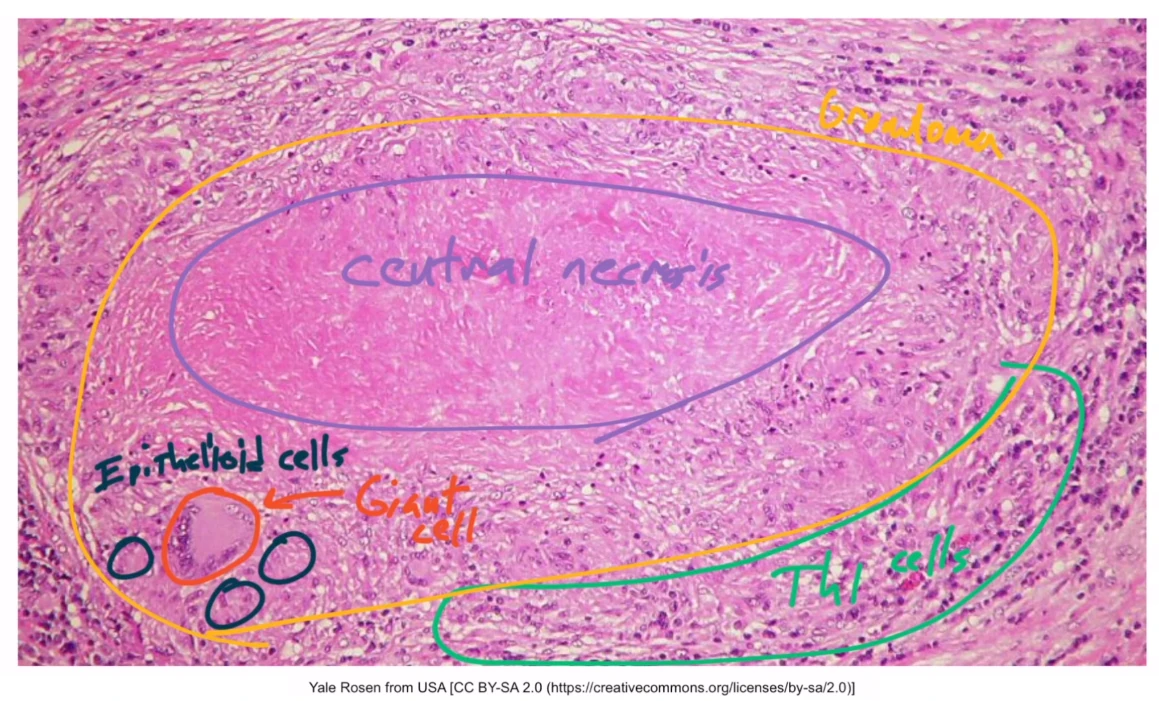 Granuloma
central necrosis
Epithelioid cells
Giant
cell
Th1 cells
Yale Rosen from USA [CC BY-SA 2.0 (https://creativecommons.org/licenses/by-sa/2.0)]